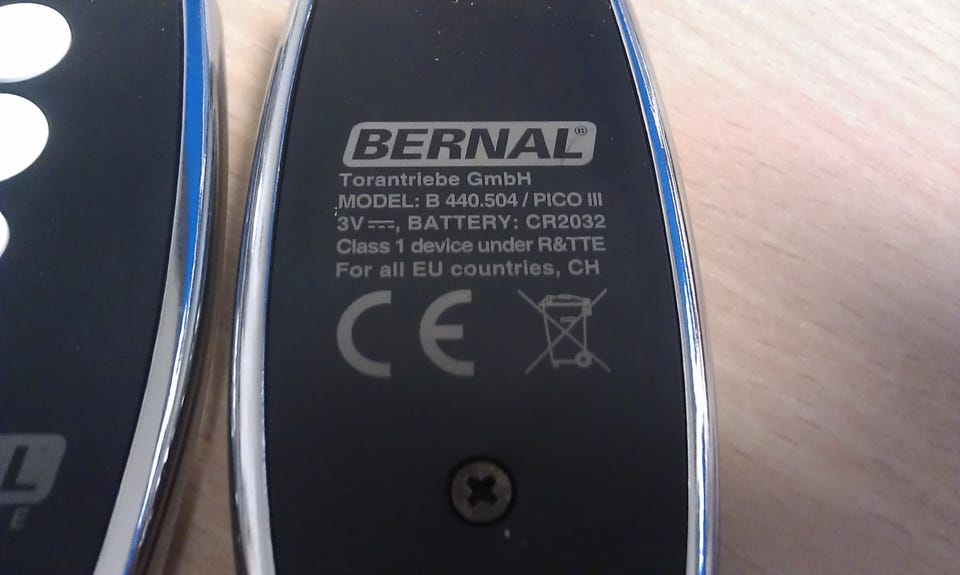 BERNAL®
Torantriebe GmbH
MODEL: B 440.504 / PICO III
3V ⎓, BATTERY: CR2032
Class 1 device under R&TTE
For all EU countries, CH
CE
L
E